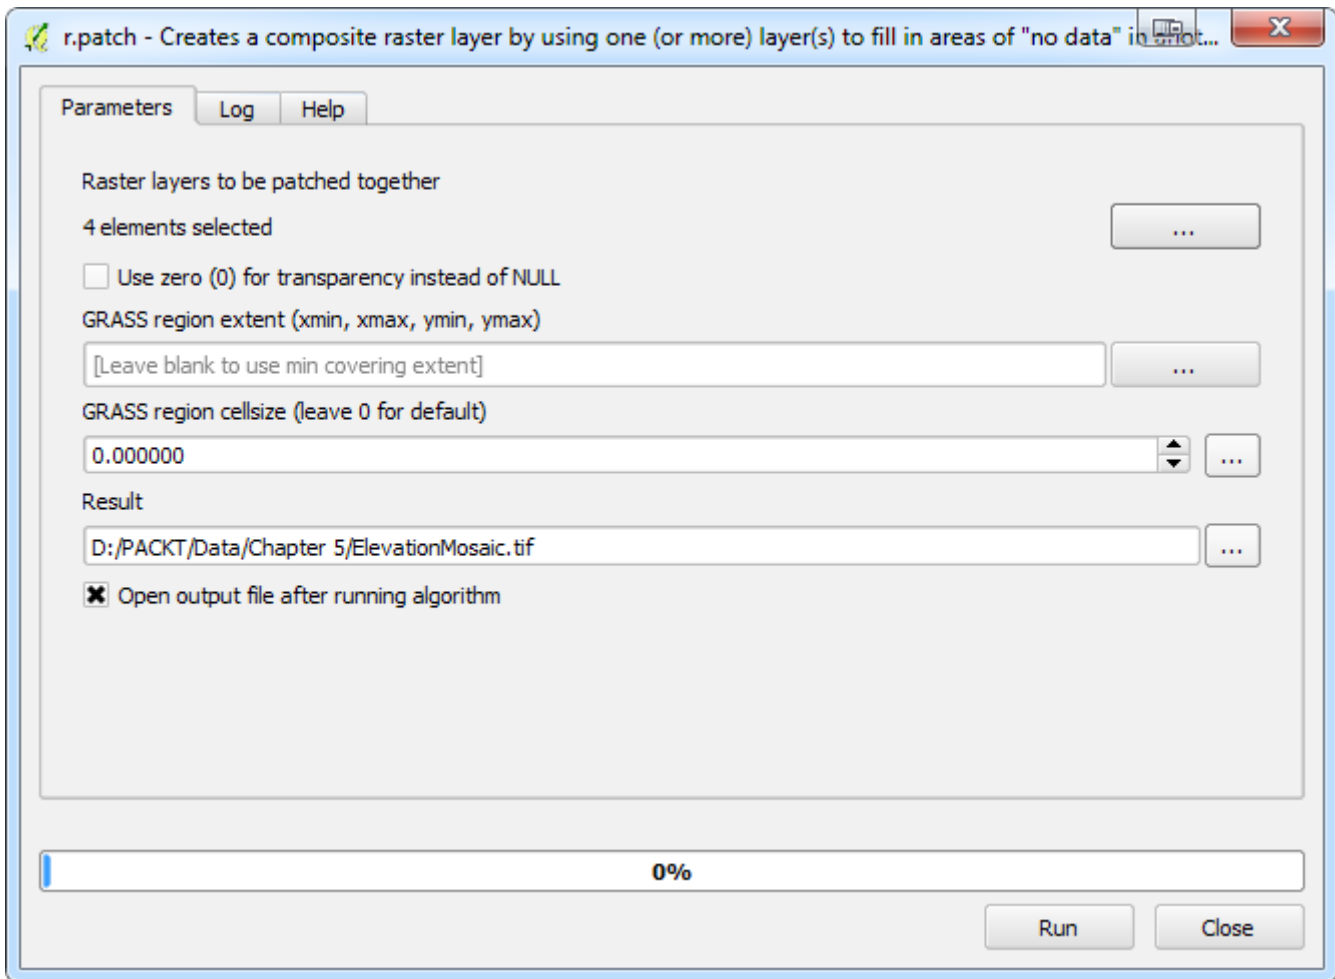 r.patch - Creates a composite raster layer by using one (or more) layer(s) to fill in areas of "no data" in
Parameters
Log
Help
Raster layers to be patched together
4 elements selected
...
Use zero (0) for transparency instead of NULL
GRASS region extent (xmin, xmax, ymin, ymax)
[Leave blank to use min covering extent]
...
GRASS region cellsize (leave 0 for default)
0.000000
...
Result
D:/PACKT/Data/Chapter 5/ElevationMosaic.tif
...
Open output file after running algorithm
0%
Run
Close